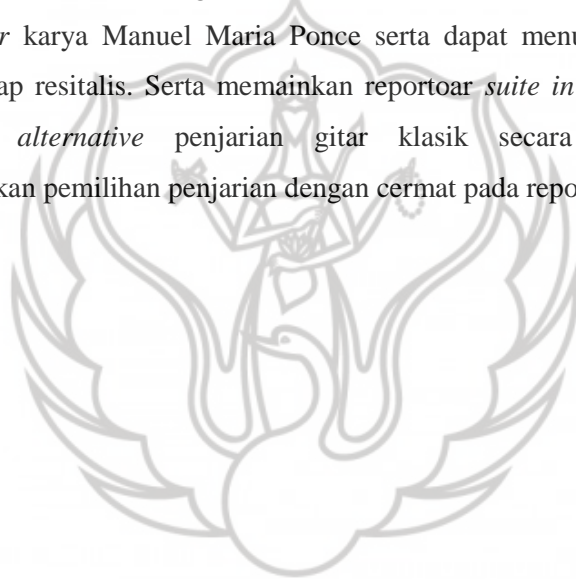 r karya Manuel Maria Ponce serta dapat menu
ap resitalis. Serta memainkan reportoar suite in
alternative penjarian gitar klasik secara
kan pemilihan penjarian dengan cermat pada repo